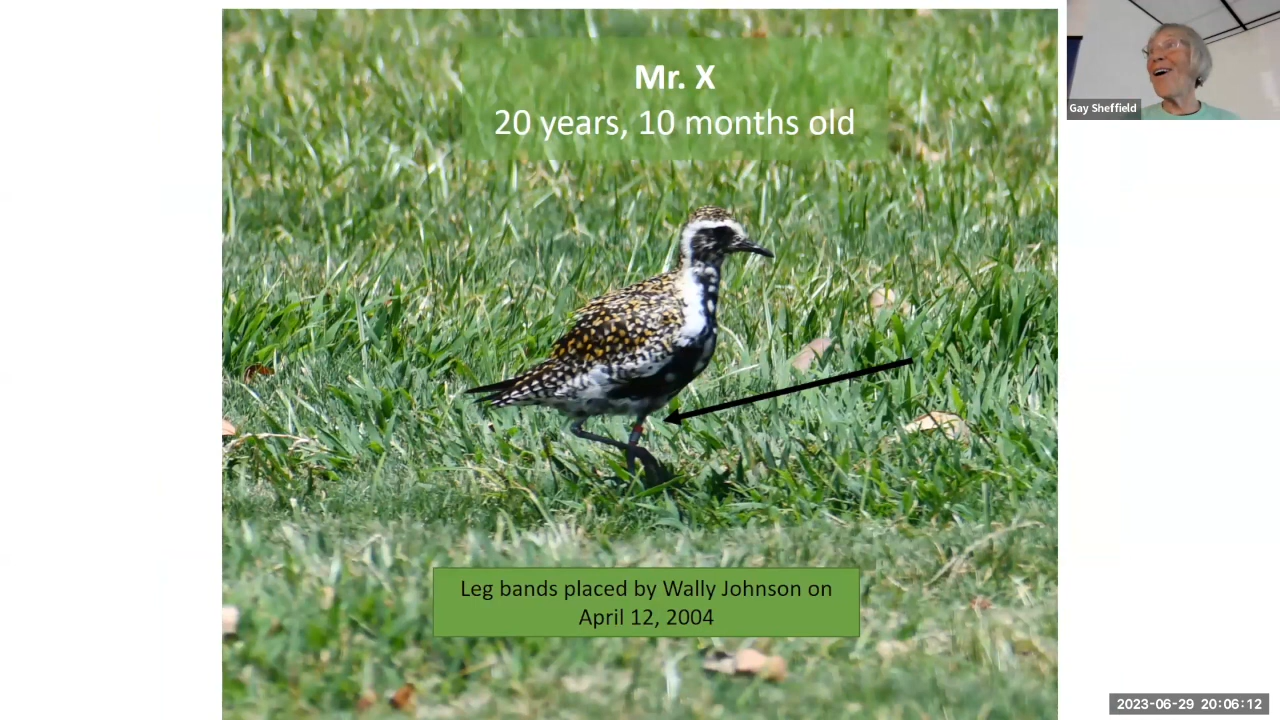 Mr. X
20 years, 10 months old
Gay Sheffield
Leg bands placed by Wally Johnson on
April 12, 2004
2023-06-29 20:06:12